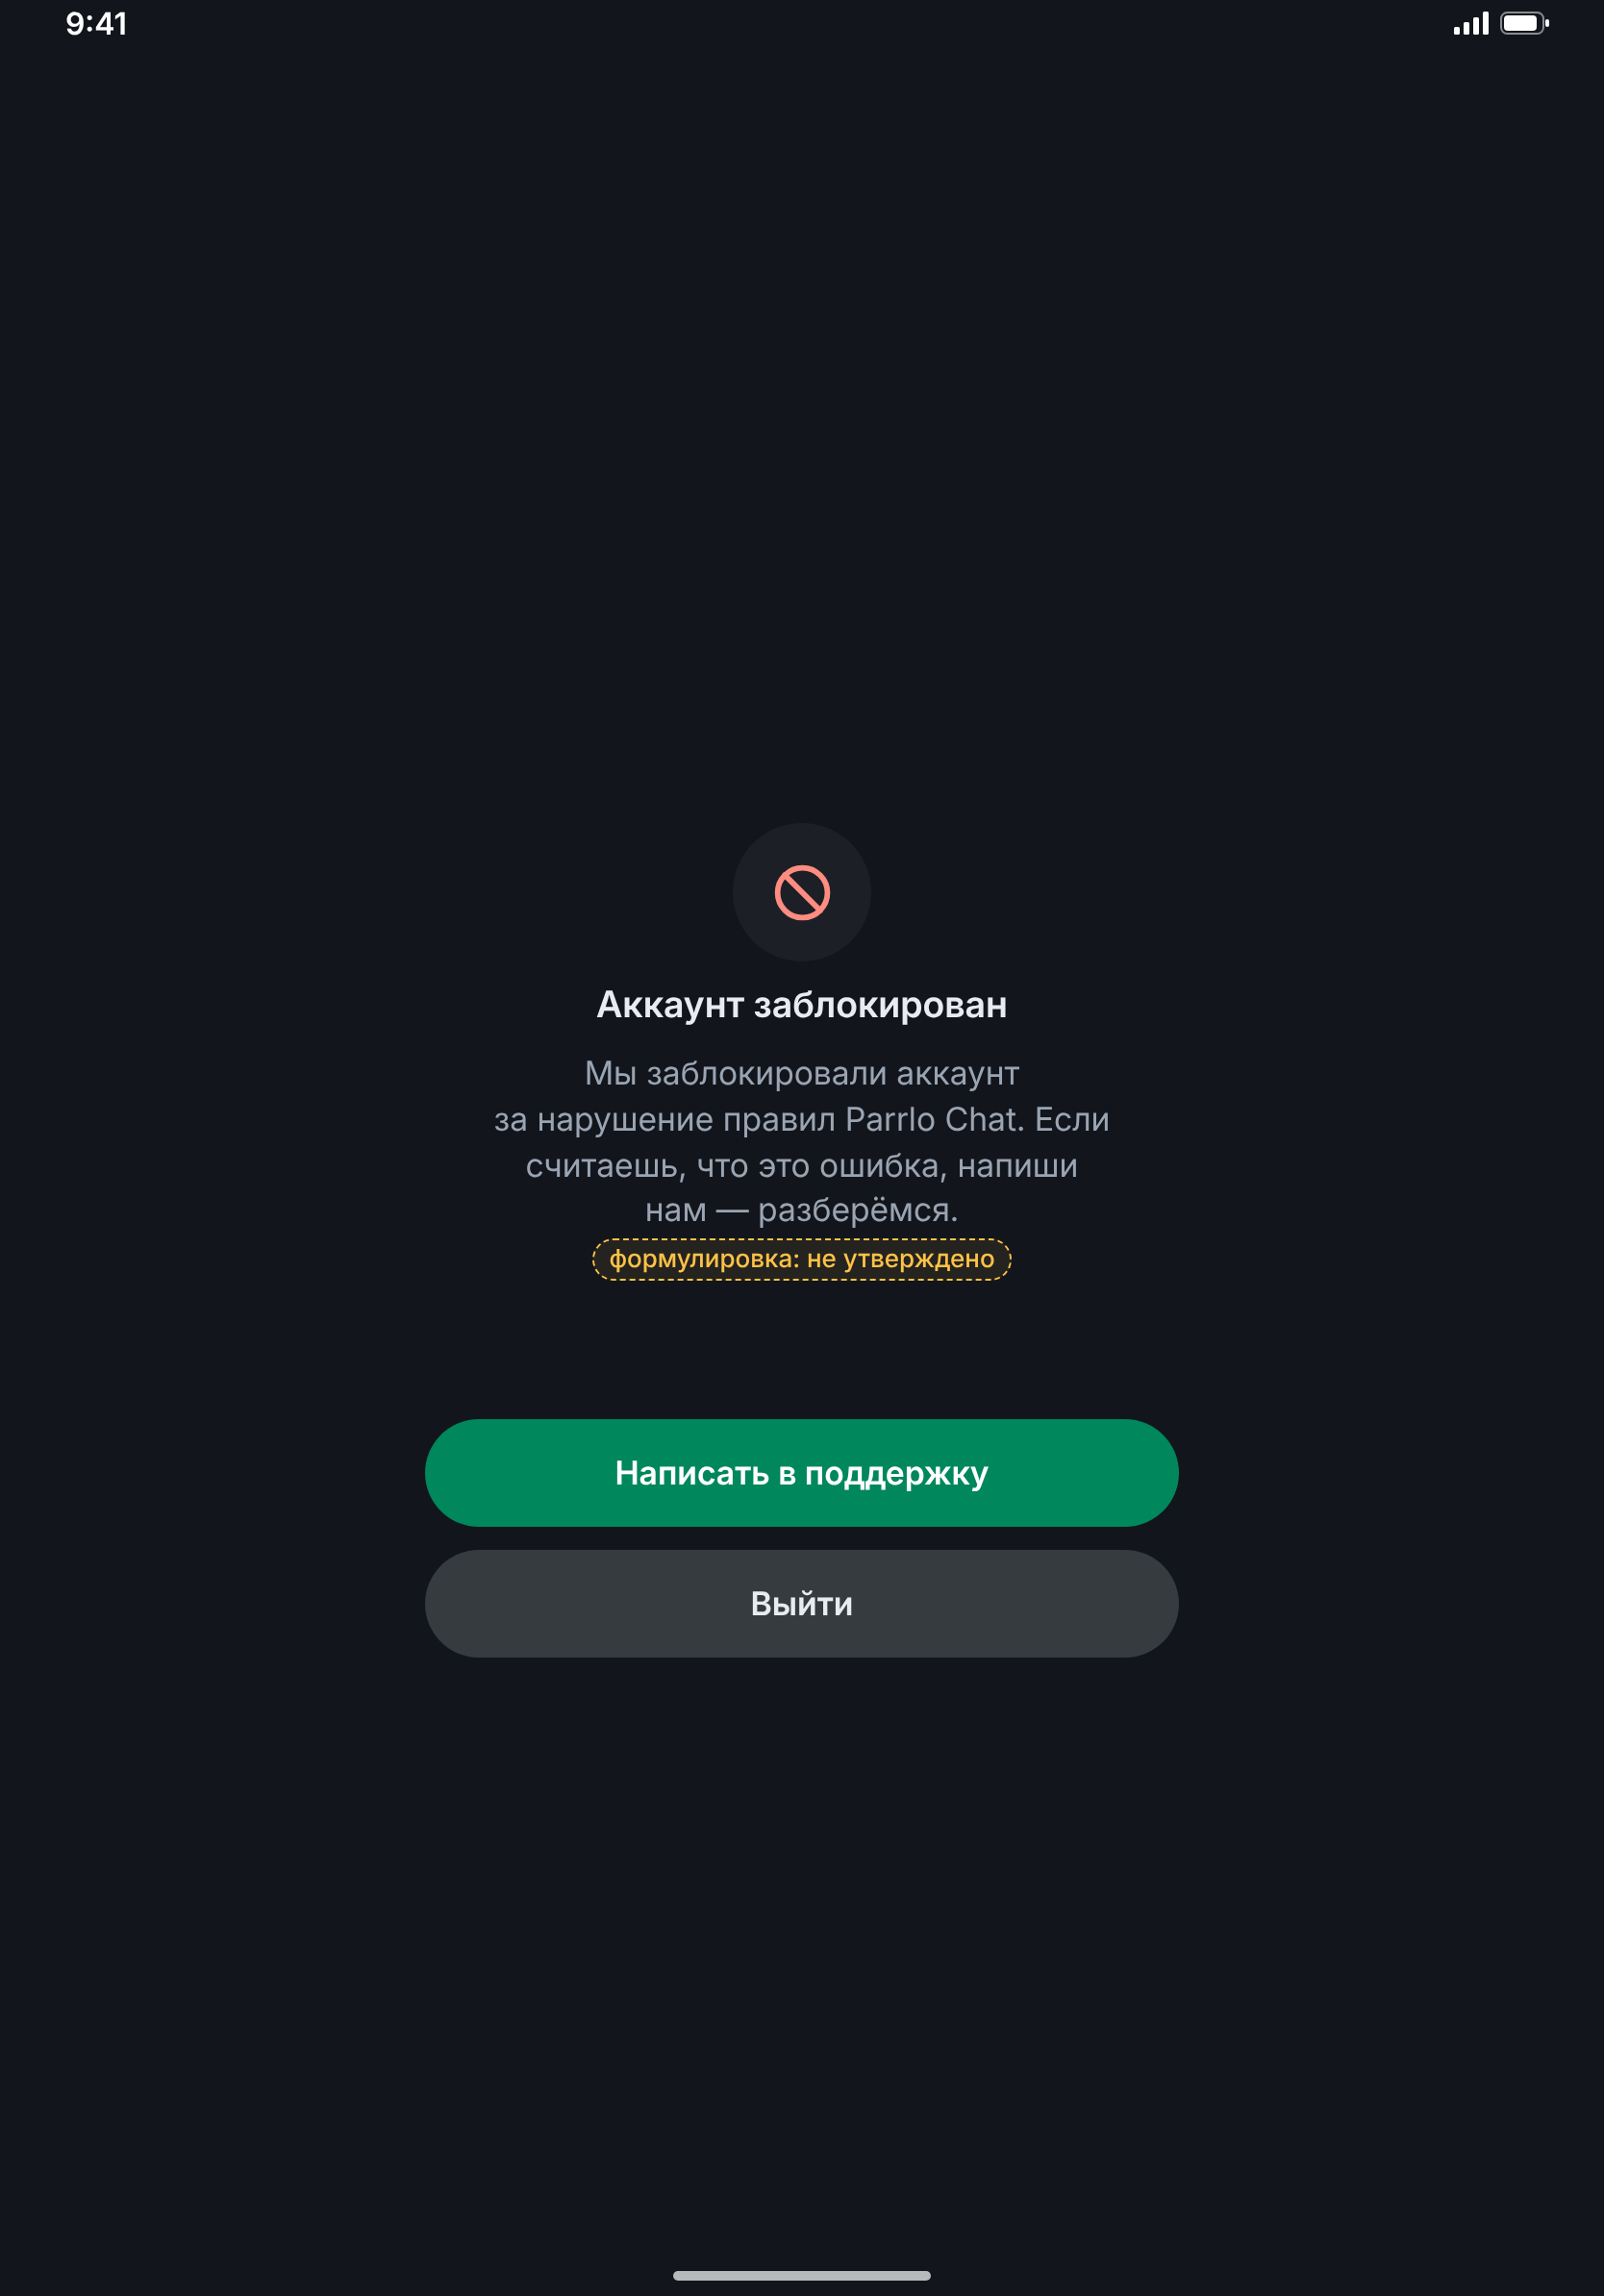 9:41
Аккаунт заблокирован
Мы заблокировали аккаунт
за нарушение правил Parrlo Chat. Если
считаешь, что это ошибка, напиши
нам — разберёмся.
формулировка: не утверждено
Написать в поддержку
Выйти